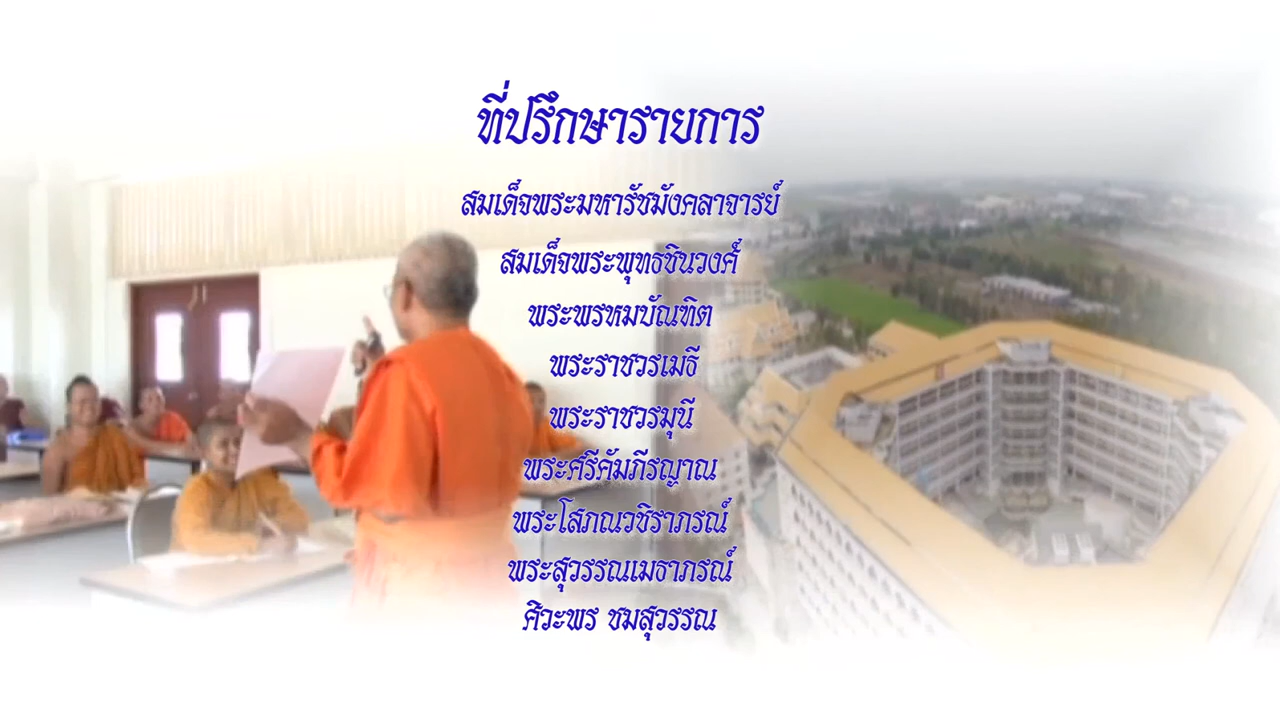 ที่ปรึกษารายการ
สมเด็จพระมหารัชมังคลาจารย์
สมเด็จพระพุทธชินวงศ์
พระพรหมบัณฑิต
พระราชวรเมธี
พระราชวรมุนี
พระศรีคัมภีรญาณ
พระโสภณวชิราภรณ์
พระสุวรรณเมธาภรณ์
ศิวะพร ชมสุวรรณ